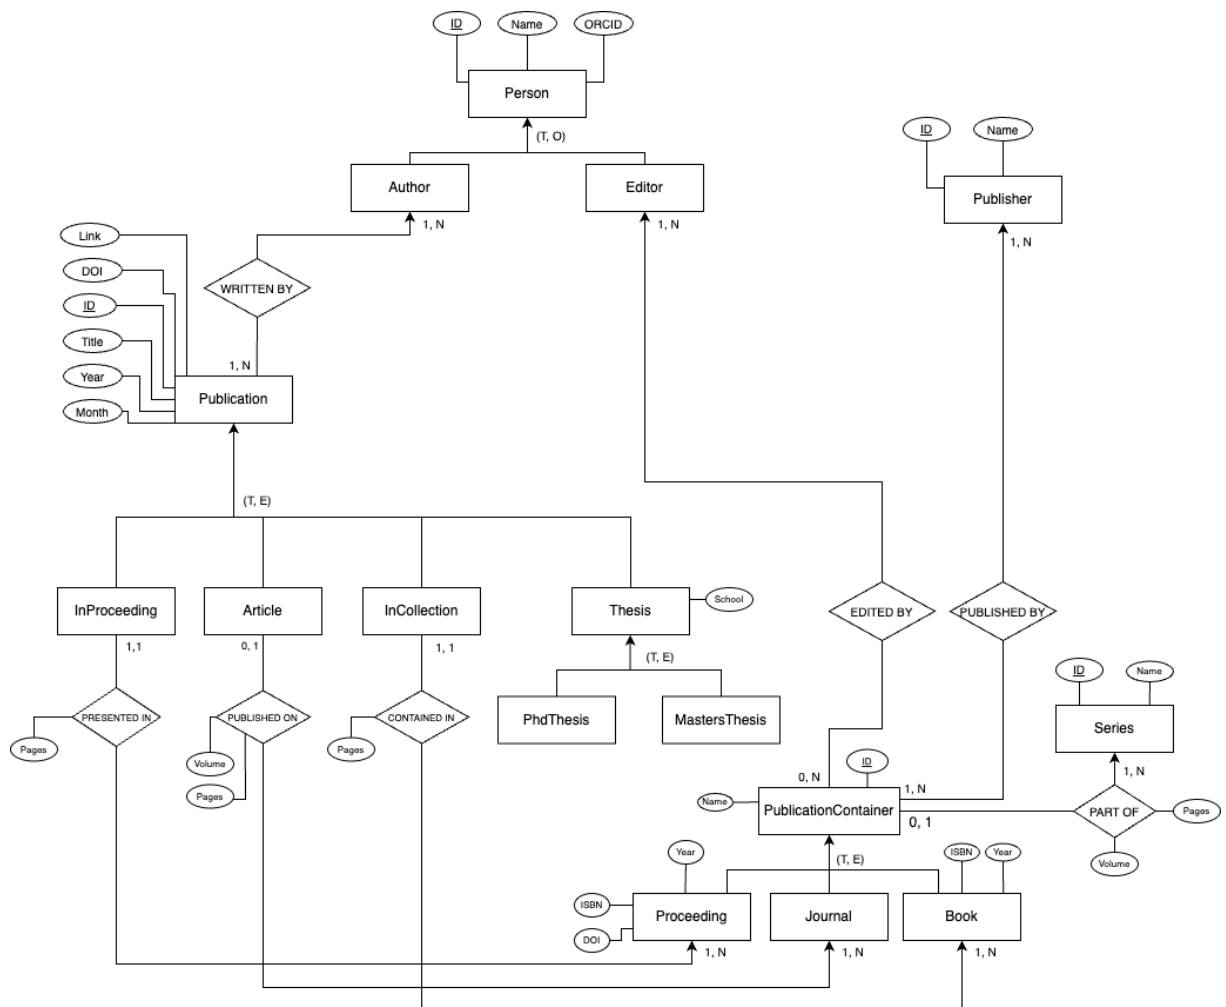 ID
Name
ORCID
Person
(T, O)
ID
Name
Author
Editor
Publisher
1, N
1, N
1, N
Link
DOI
ID
Title
Year
Month
WRITTEN BY
1, N
Publication
(T, E)
InProceeding
Article
InCollection
Thesis
School
EDITED BY
PUBLISHED BY
1,1
0, 1
1, 1
(T, E)
PhdThesis
MastersThesis
ID
Name
Series
PRESENTED IN
PUBLISHED ON
CONTAINED IN
Pages
Volume
Pages
Pages
0, N
ID
1, N
1, N
Name
PublicationContainer
0, 1
PART OF
Pages
Volume
Year
(T, E)
ISBN
Year
ISBN
DOI
Proceeding
Journal
Book
1, N
1, N
1, N